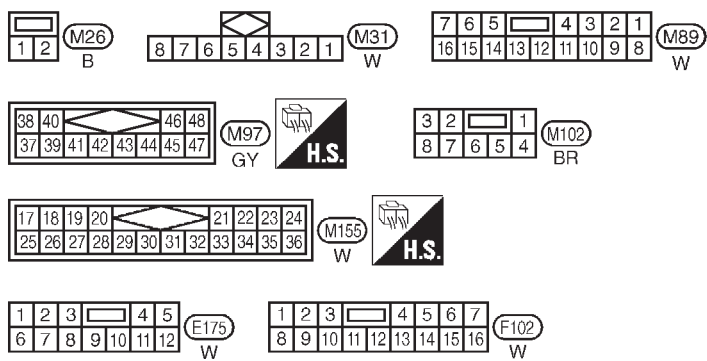 M26
1 2
B
M31
8 7 6 5 4 3 2 1
W
7 6 5 4 3 2 1
M89
16 15 14 13 12 11 10 9 8
W
38 40 46 48
M97
37 39 41 42 43 44 45 47
GY
H.S.
3 2 1
M102
8 7 6 5 4
BR
17 18 19 20 21 22 23 24
M155
25 26 27 28 29 30 31 32 33 34 35 36
W
H.S.
1 2 3 4 5
E175
6 7 8 9 10 11 12
W
1 2 3 4 5 6 7
F102
8 9 10 11 12 13 14 15 16
W